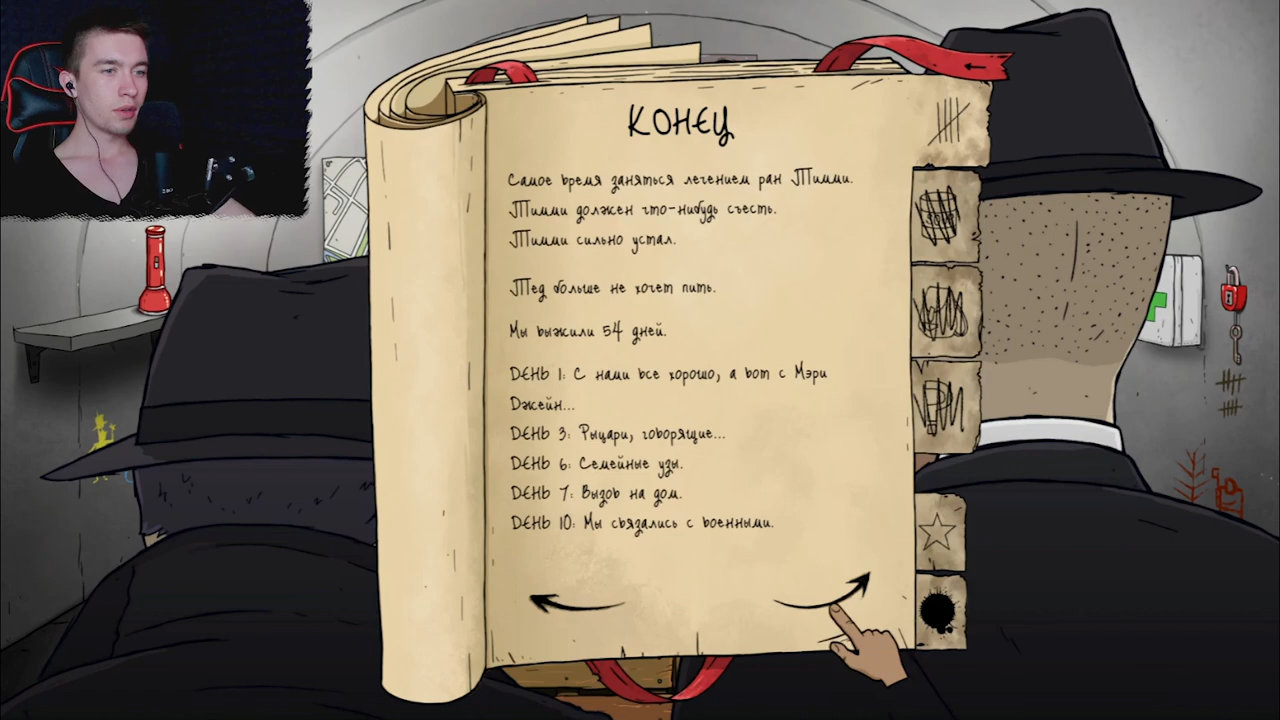 КОНЕЦ
Самое время заняться лечением ран Тимми.
Тимми должен что-нибудь съесть.
Тимми сильно устал.
Тед больше не хочет пить.
Мы выжили 54 дней.
ДЕНЬ 1: С нами все хорошо, а вот с Мэри
Джейн...
ДЕНЬ 3: Рыцари, говорящие...
ДЕНЬ 6: Семейные узы.
ДЕНЬ 7: Вызов на дом.
ДЕНЬ 10: Мы связались с военными.